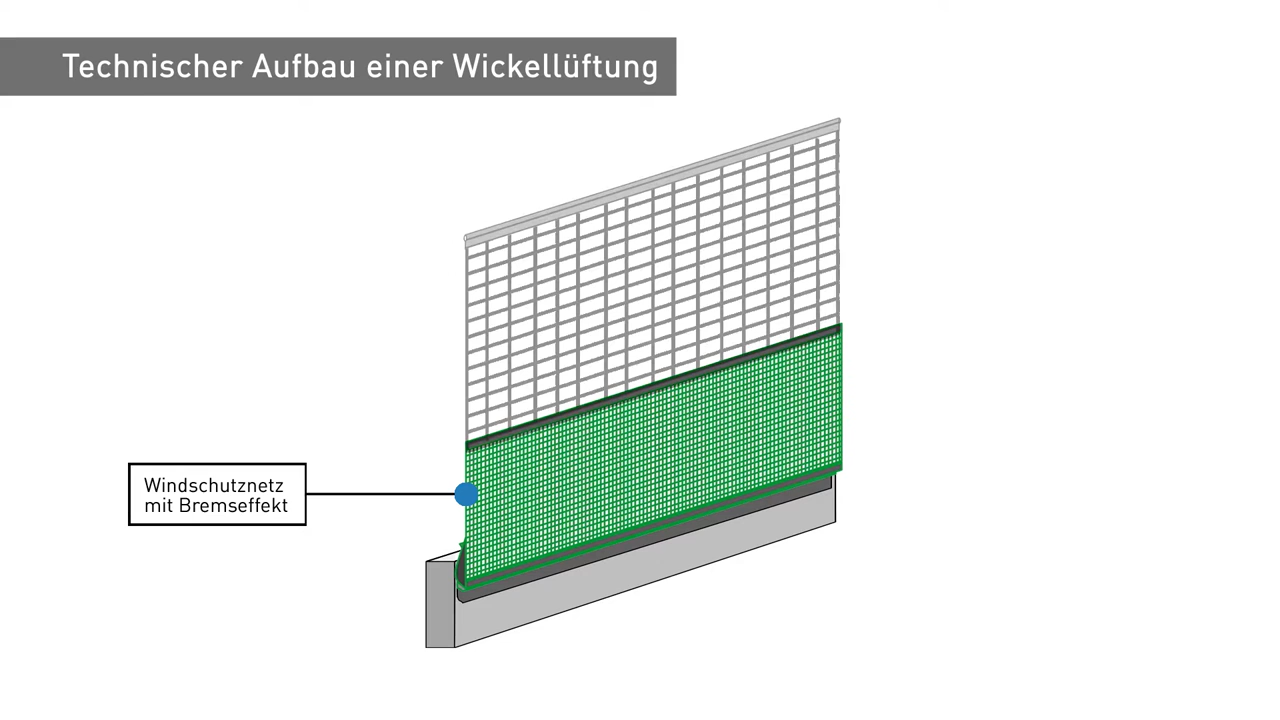 Technischer Aufbau einer Wickellüftung
Windschutznetz
mit Bremseffekt